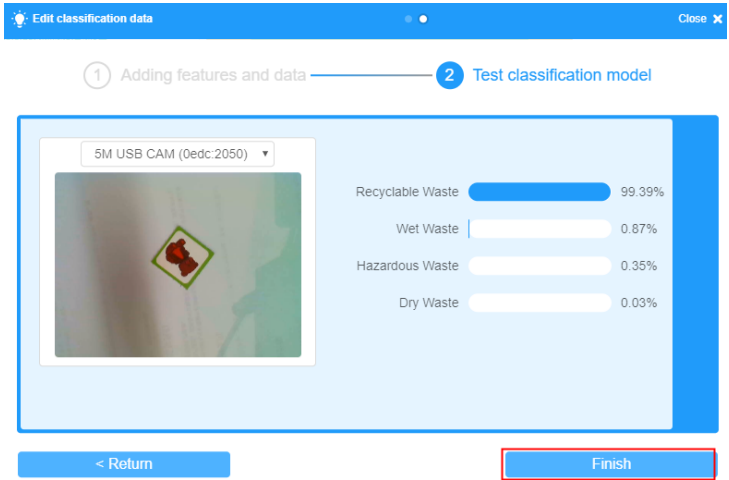 Edit classification data
Close ×
1 Adding features and data
2 Test classification model
5M USB CAM (0edc:2050)
Recyclable Waste 99.39%
Wet Waste 0.87%
Hazardous Waste 0.35%
Dry Waste 0.03%
< Return
Finish